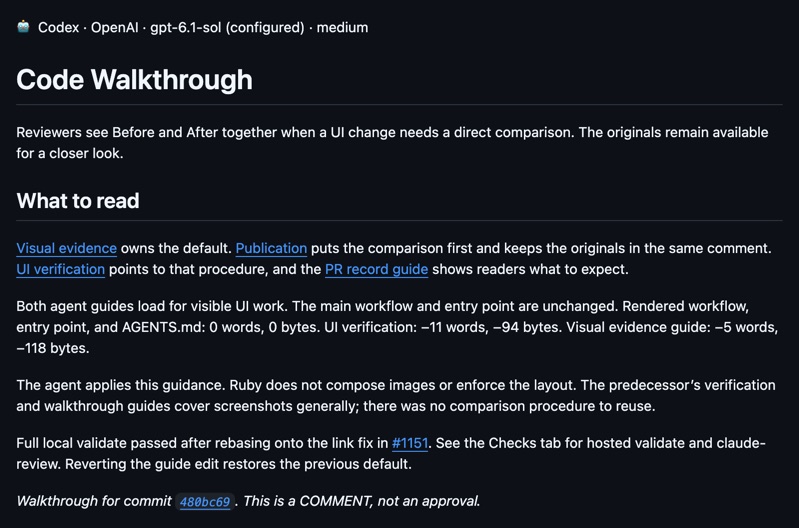 Codex · OpenAI · gpt-6.1-sol (configured) · medium
Code Walkthrough
Reviewers see Before and After together when a UI change needs a direct comparison. The originals remain available
for a closer look.
What to read
Visual evidence owns the default. Publication puts the comparison first and keeps the originals in the same comment.
UI verification points to that procedure, and the PR record guide shows readers what to expect.
Both agent guides load for visible UI work. The main workflow and entry point are unchanged. Rendered workflow,
entry point, and AGENTS.md: 0 words, 0 bytes. UI verification: −11 words, −94 bytes. Visual evidence guide: −5 words,
−118 bytes.
The agent applies this guidance. Ruby does not compose images or enforce the layout. The predecessor’s verification
and walkthrough guides cover screenshots generally; there was no comparison procedure to reuse.
Full local validate passed after rebasing onto the link fix in #1151. See the Checks tab for hosted validate and claude-
review. Reverting the guide edit restores the previous default.
Walkthrough for commit 480bc69. This is a COMMENT, not an approval.